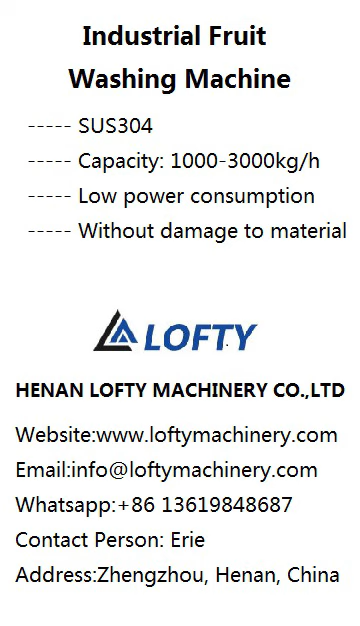 Industrial Fruit
Washing Machine
----- SUS304
----- Capacity: 1000-3000kg/h
----- Low power consumption
----- Without damage to material
LOFTY
HENAN LOFTY MACHINERY CO.,LTD
Website:www.loftymachinery.com
Email:info@loftymachinery.com
Whatsapp:+86 13619848687
Contact Person: Erie
Address:Zhengzhou, Henan, China